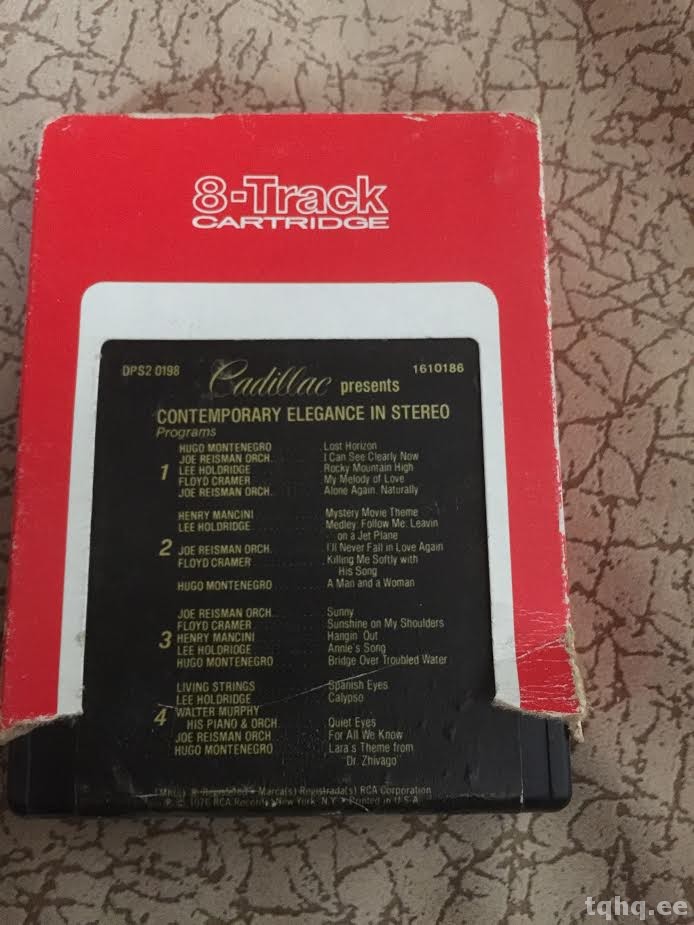 8-Track
CARTRIDGE
DPS2 0198 Cadillac presents 1610186
CONTEMPORARY ELEGANCE IN STEREO
Programs
HUGO MONTENEGRO Lost Horizon
JOE REISMAN ORCH. I Can See Clearly Now
1 LEE HOLDRIDGE Rocky Mountain High
FLOYD CRAMER My Melody of Love
JOE REISMAN ORCH. Alone Again, Naturally
HENRY MANCINI Mystery Movie Theme
LEE HOLDRIDGE Medley: Follow Me: Leavin
on a Jet Plane
2 JOE REISMAN ORCH. I'll Never Fall in Love Again
FLOYD CRAMER Killing Me Softly with
His Song
HUGO MONTENEGRO A Man and a Woman
JOE REISMAN ORCH. Sunny
FLOYD CRAMER Sunshine on My Shoulders
3 HENRY MANCINI Hangin' Out
LEE HOLDRIDGE Annie's Song
HUGO MONTENEGRO Bridge Over Troubled Water
LIVING STRINGS Spanish Eyes
LEE HOLDRIDGE Calypso
4 WALTER MURPHY
HIS PIANO & ORCH. Quiet Eyes
JOE REISMAN ORCH. For All We Know
HUGO MONTENEGRO Lara's Theme from
"Dr. Zhivago"
Registered • Marca(s) Registrada(s) RCA Corporation
1976 RCA Records • New York, N.Y. • Printed in U.S.A.
tqhq.ee